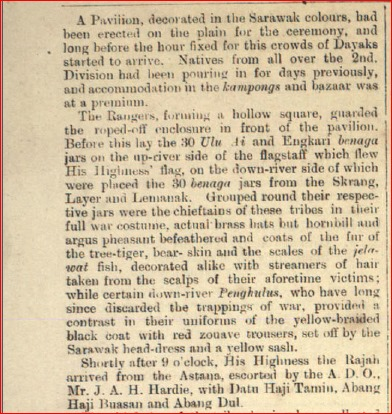 A Pavilion, decorated in the Sarawak colours, had
been erected on the plain for the ceremony, and
long before the hour fixed for this crowds of Dayaks
started to arrive. Natives from all over the 2nd.
Division had been pouring in for days previously,
and accommodation in the kampongs and bazaar was
at a premium.
The Rangers, forming a hollow square, guarded
the roped-off enclosure in front of the pavilion.
Before this lay the 30 Ulu Ai and Engkari benaga
jars on the up-river side of the flagstaff which flew
His Highness' flag, on the down-river side of which
were placed the 30 benaga jars from the Skrang,
Layer and Lemanak. Grouped round their respec-
tive jars were the chieftains of these tribes in their
full war costume, actual brass hats but hornbill and
argus pheasant befeathered and coats of the fur of
the tree-tiger, bear-skin and the scales of the jela-
wat fish, decorated alike with streamers of hair
taken from the scalps of their aforetime victims;
while certain down-river Penghulus, who have long
since discarded the trappings of war, provided a
contrast in their uniforms of the yellow-braided
black coat with red zouave trousers, set off by the
Sarawak head-dress and a yellow sash.
Shortly after 9 o'clock, His Highness the Rajah
arrived from the Astana, escorted by the A. D. O.,
Mr. J. A. H. Hardie, with Datu Haji Tamin, Abang
Haji Buasan and Abang Dul.